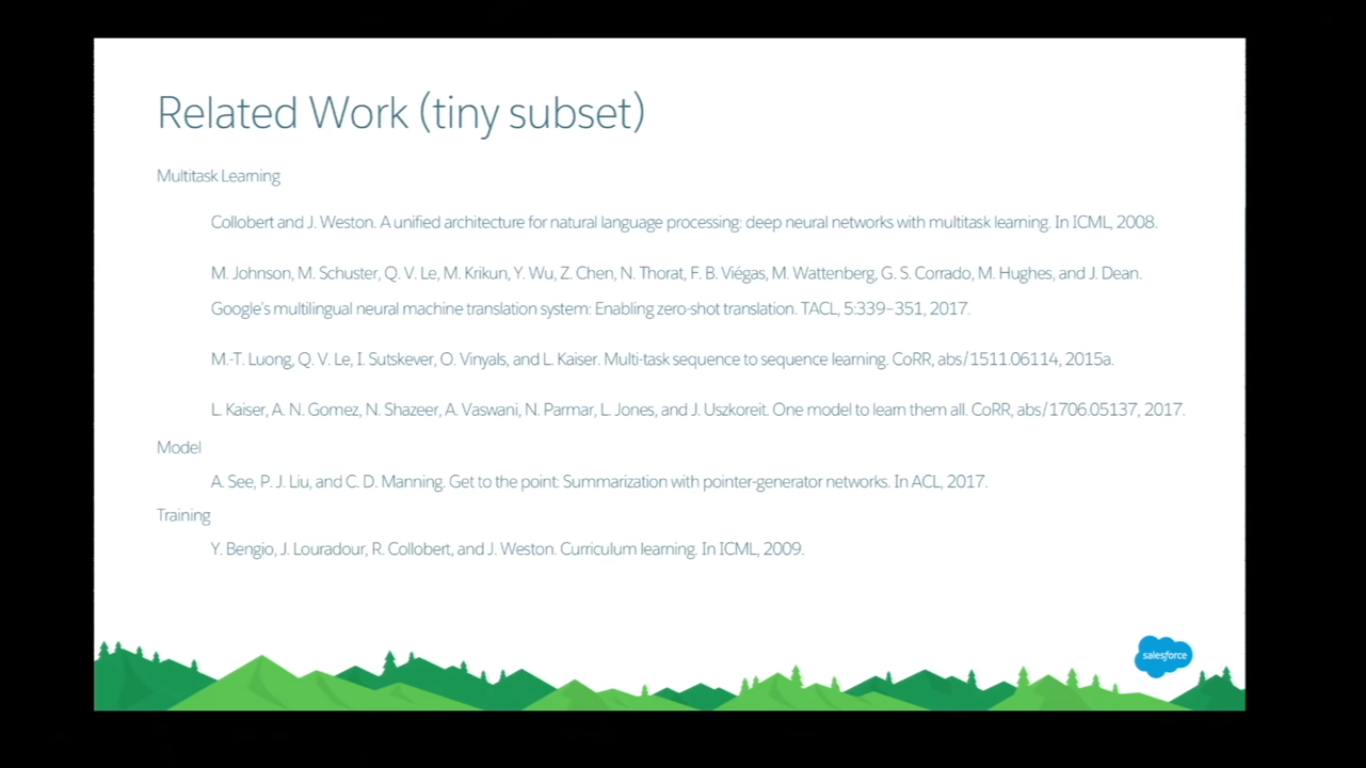 Related Work (tiny subset)
Multitask Learning
Collobert and J. Weston. A unified architecture for natural language processing: deep neural networks with multitask learning. In ICML, 2008.
M. Johnson, M. Schuster, Q. V. Le, M. Krikun, Y. Wu, Z. Chen, N. Thorat, F. B. Viégas, M. Wattenberg, G. S. Corrado, M. Hughes, and J. Dean.
Google's multilingual neural machine translation system: Enabling zero-shot translation. TACL, 5:339–351, 2017.
M.-T. Luong, Q. V. Le, I. Sutskever, O. Vinyals, and L. Kaiser. Multi-task sequence to sequence learning. CoRR, abs/1511.06114, 2015a.
L. Kaiser, A. N. Gomez, N. Shazeer, A. Vaswani, N. Parmar, L. Jones, and J. Uszkoreit. One model to learn them all. CoRR, abs/1706.05137, 2017.
Model
A. See, P. J. Liu, and C. D. Manning. Get to the point: Summarization with pointer-generator networks. In ACL, 2017.
Training
Y. Bengio, J. Louradour, R. Collobert, and J. Weston. Curriculum learning. In ICML, 2009.
salesforce